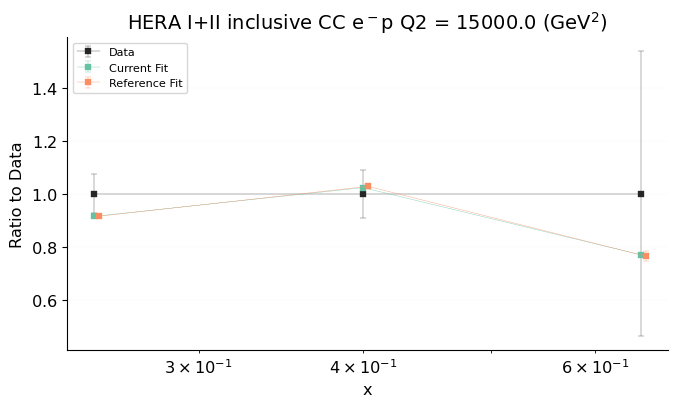 HERA I+II inclusive CC e⁻p Q2 = 15000.0 (GeV²)
Data
Current Fit
Reference Fit
Ratio to Data
1.4
1.2
1.0
0.8
0.6
3 × 10⁻¹
4 × 10⁻¹
6 × 10⁻¹
x